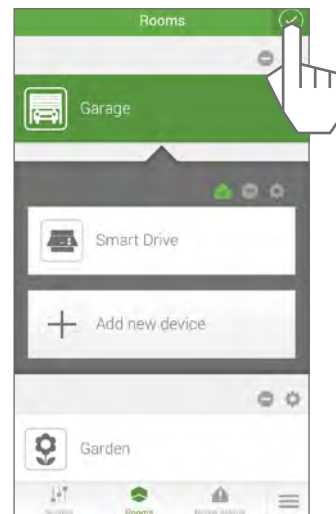 Rooms
Garage
Smart Drive
Add new device
Garden
Rooms